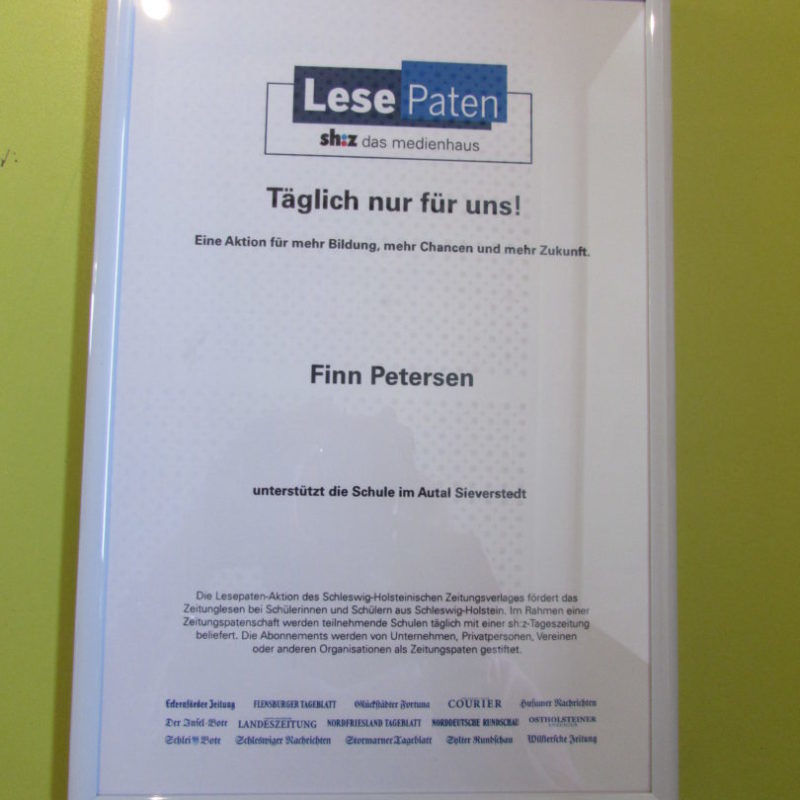 Lese Paten
sh:z das medienhaus
Täglich nur für uns!
Eine Aktion für mehr Bildung, mehr Chancen und mehr Zukunft.
Finn Petersen
unterstützt die Schule im Autal Sieverstedt
Die Lesepaten-Aktion des Schleswig-Holsteinischen Zeitungsverlages fördert das
Zeitunglesen bei Schülerinnen und Schülern aus Schleswig-Holstein. Im Rahmen einer
Zeitungspatenschaft werden teilnehmende Schulen täglich mit einer sh:z-Tageszeitung
beliefert. Die Abonnements werden von Unternehmen, Privatpersonen, Vereinen
oder anderen Organisationen als Zeitungspaten gestiftet.
Eckernförder Zeitung FLENSBURGER TAGEBLATT Glückstädter Fortuna COURIER Husumer Nachrichten
Der Insel-Bote LANDESZEITUNG NORDFRIESLAND TAGEBLATT NORDDEUTSCHE RUNDSCHAU OSTHOLSTEINER
Schlei Bote Schleswiger Nachrichten Stormarner Tageblatt Sylter Rundschau Wilstersche Zeitung